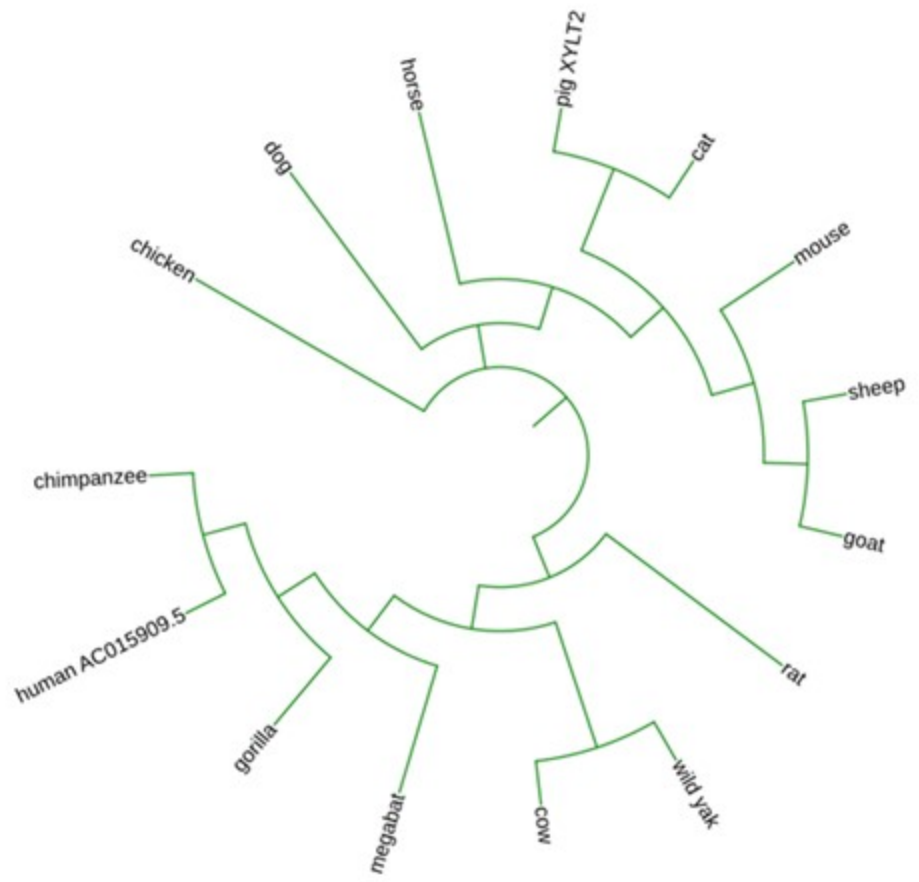 pig XYLT2
horse
cat
dog
mouse
chicken
sheep
chimpanzee
goat
human AC015909.5
rat
gorilla
wild yak
cow
megabat